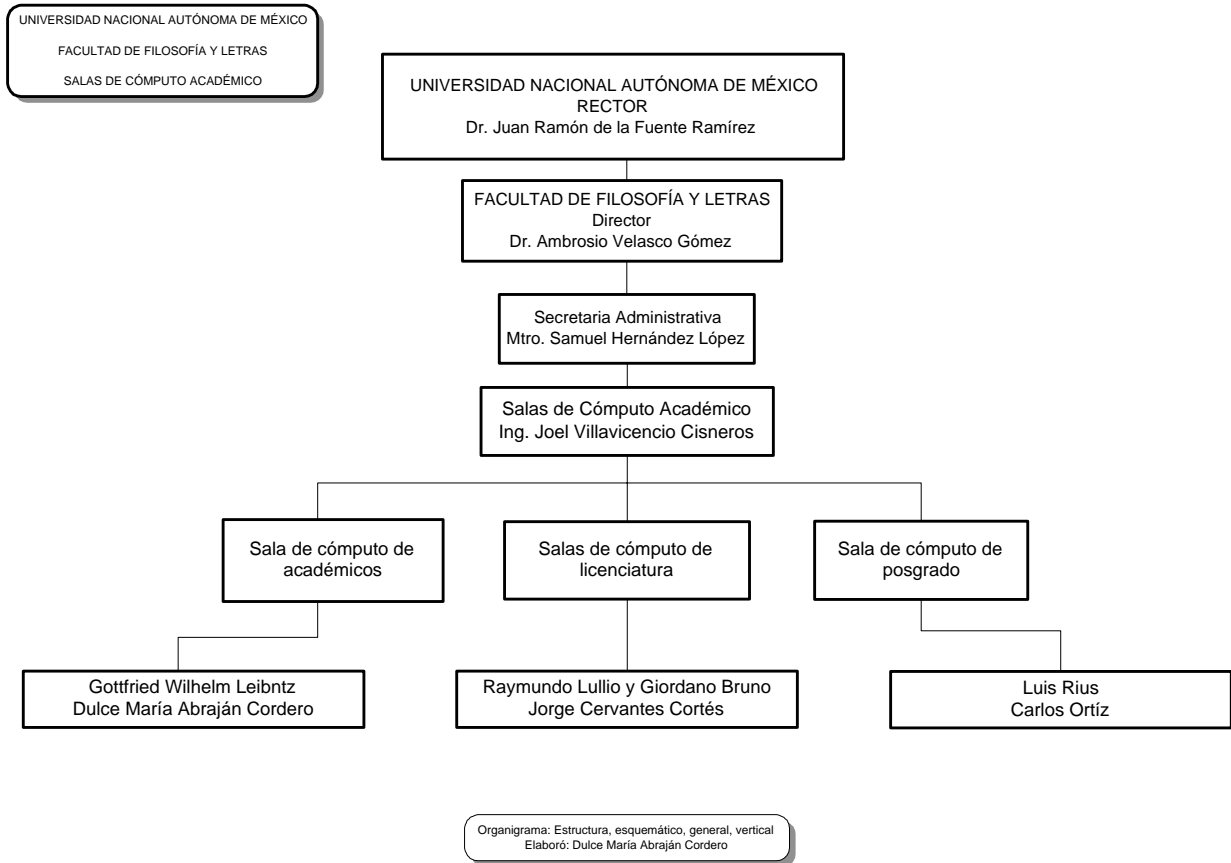 UNIVERSIDAD NACIONAL AUTÓNOMA DE MÉXICO
FACULTAD DE FILOSOFÍA Y LETRAS
SALAS DE CÓMPUTO ACADÉMICO
UNIVERSIDAD NACIONAL AUTÓNOMA DE MÉXICO
RECTOR
Dr. Juan Ramón de la Fuente Ramírez
FACULTAD DE FILOSOFÍA Y LETRAS
Director
Dr. Ambrosio Velasco Gómez
Secretaria Administrativa
Mtro. Samuel Hernández López
Salas de Cómputo Académico
Ing. Joel Villavicencio Cisneros
Sala de cómputo de
académicos
Salas de cómputo de
licenciatura
Sala de cómputo de
posgrado
Gottfried Wilhelm Leibntz
Dulce María Abraján Cordero
Raymundo Lullio y Giordano Bruno
Jorge Cervantes Cortés
Luis Rius
Carlos Ortíz
Organigrama: Estructura, esquemático, general, vertical
Elaboró: Dulce María Abraján Cordero